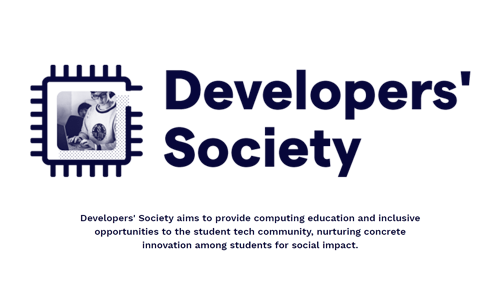 Developers'
Society
Developers' Society aims to provide computing education and inclusive
opportunities to the student tech community, nurturing concrete
innovation among students for social impact.